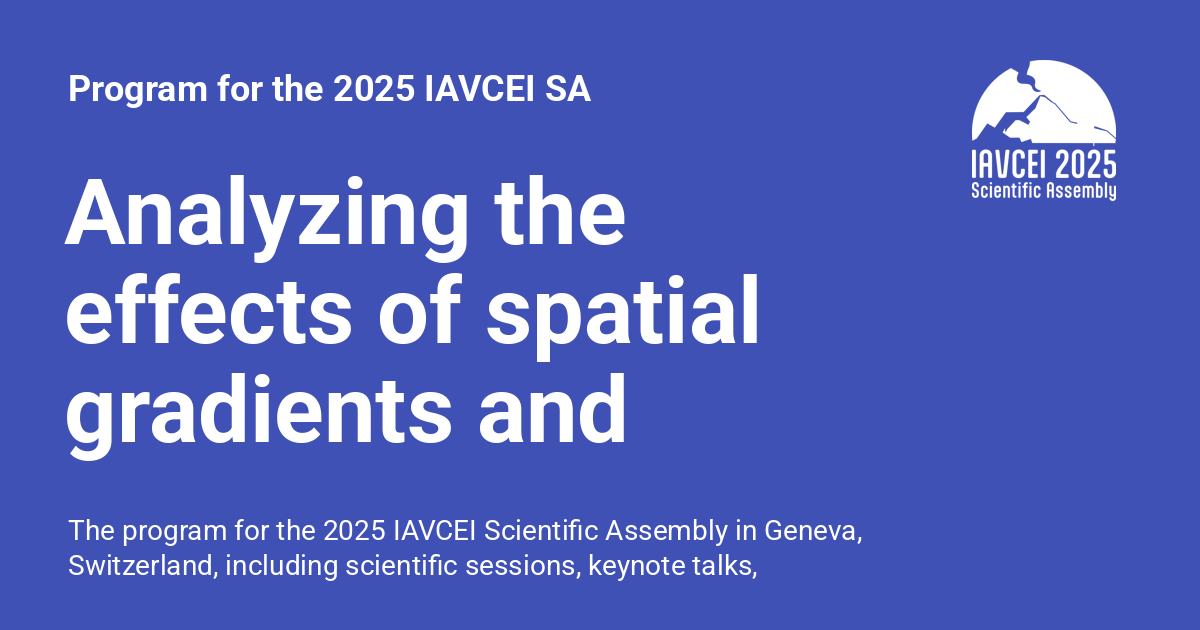 Program for the 2025 IAVCEI SA
IAVCEI 2025
Scientific Assembly
Analyzing the
effects of spatial
gradients and
The program for the 2025 IAVCEI Scientific Assembly in Geneva,
Switzerland, including scientific sessions, keynote talks,